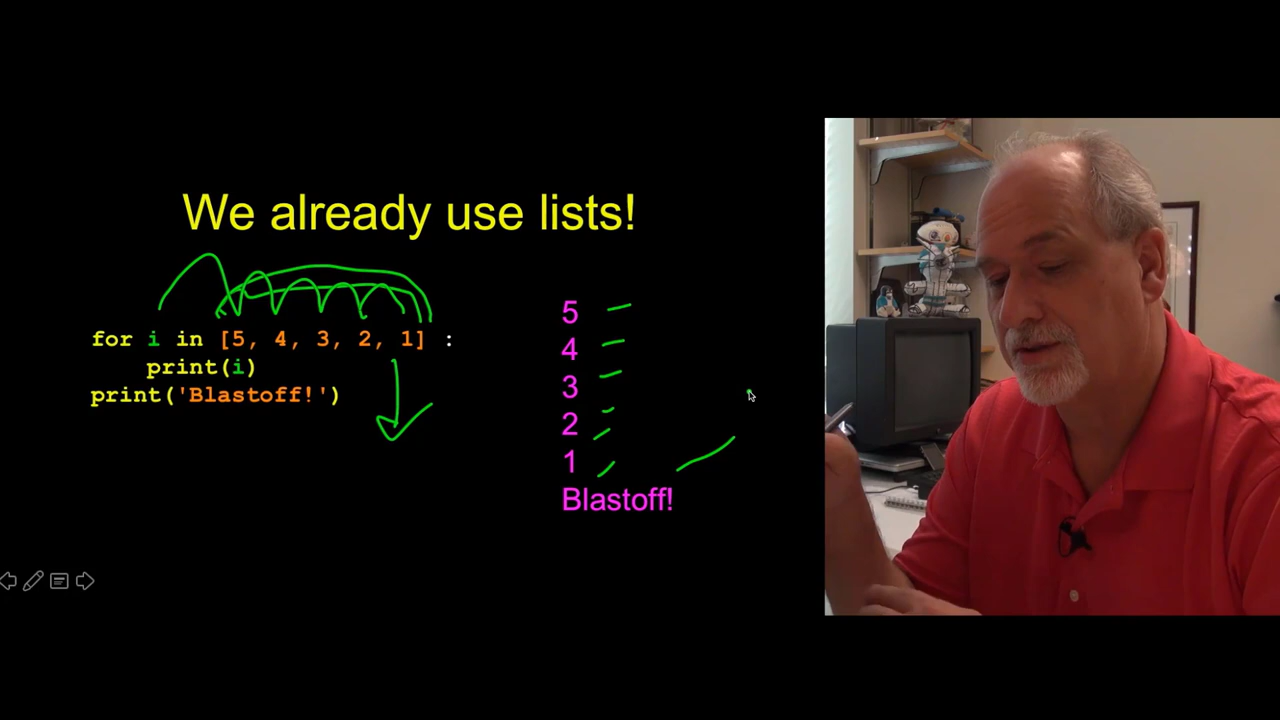 We already use lists!
for i in [5, 4, 3, 2, 1] :
    print(i)
print('Blastoff!')
5
4
3
2
1
Blastoff!